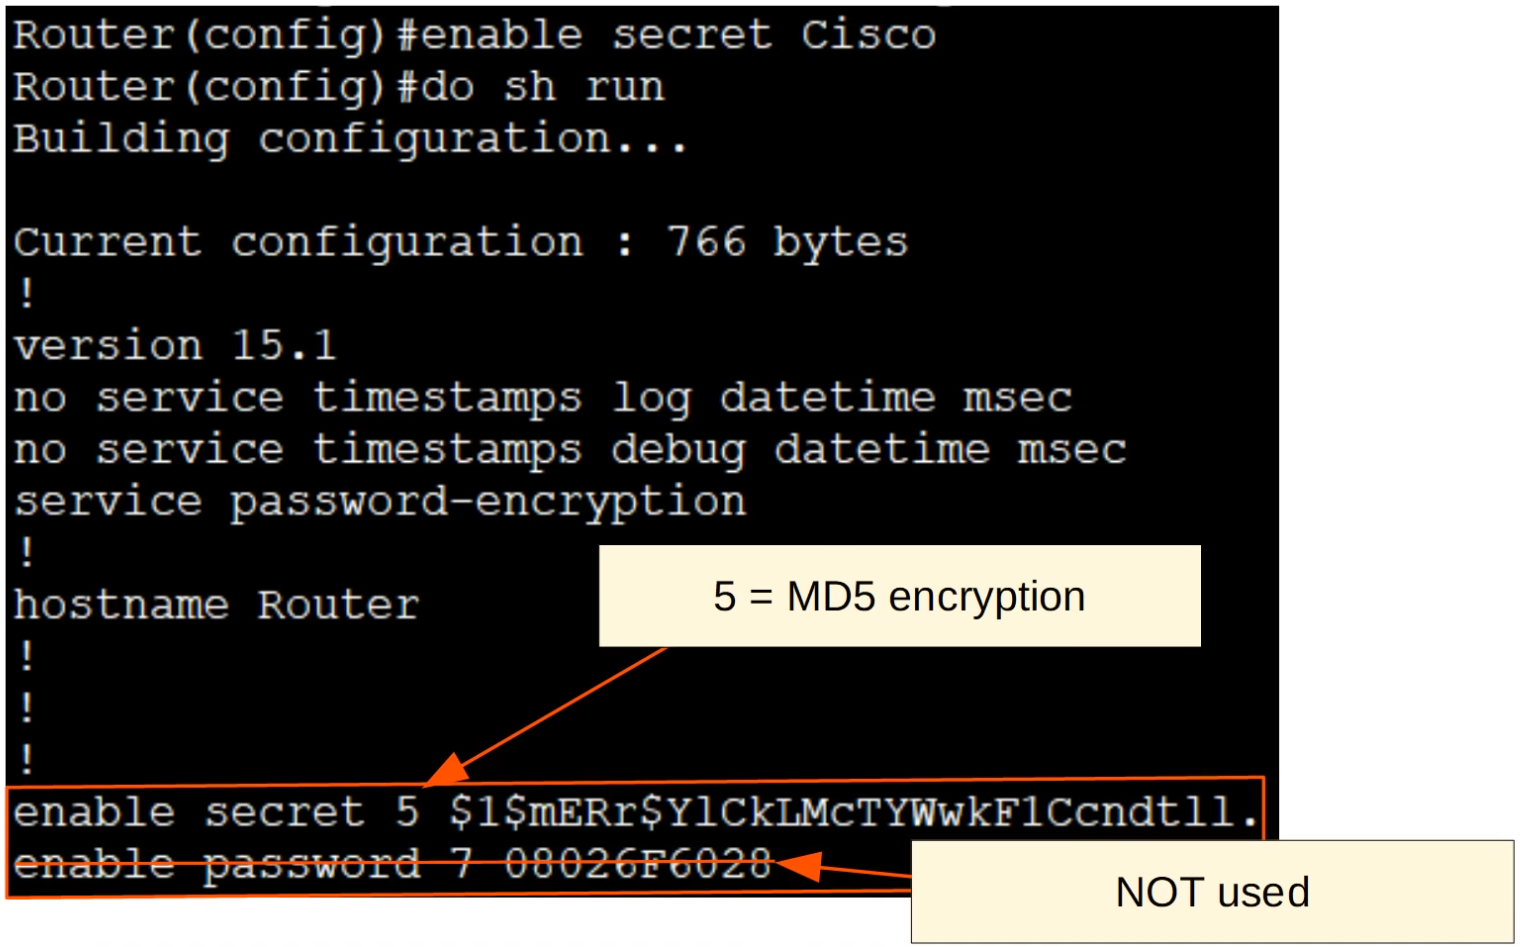 Router(config)#enable secret Cisco
Router(config)#do sh run
Building configuration...
Current configuration : 766 bytes
!
version 15.1
no service timestamps log datetime msec
no service timestamps debug datetime msec
service password-encryption
!
5 = MD5 encryption
hostname Router
!
!
!
enable secret 5 $1$mERr$YlCkLMcTYWwkF1Ccndtll.
enable password 7 08026F6028
NOT used